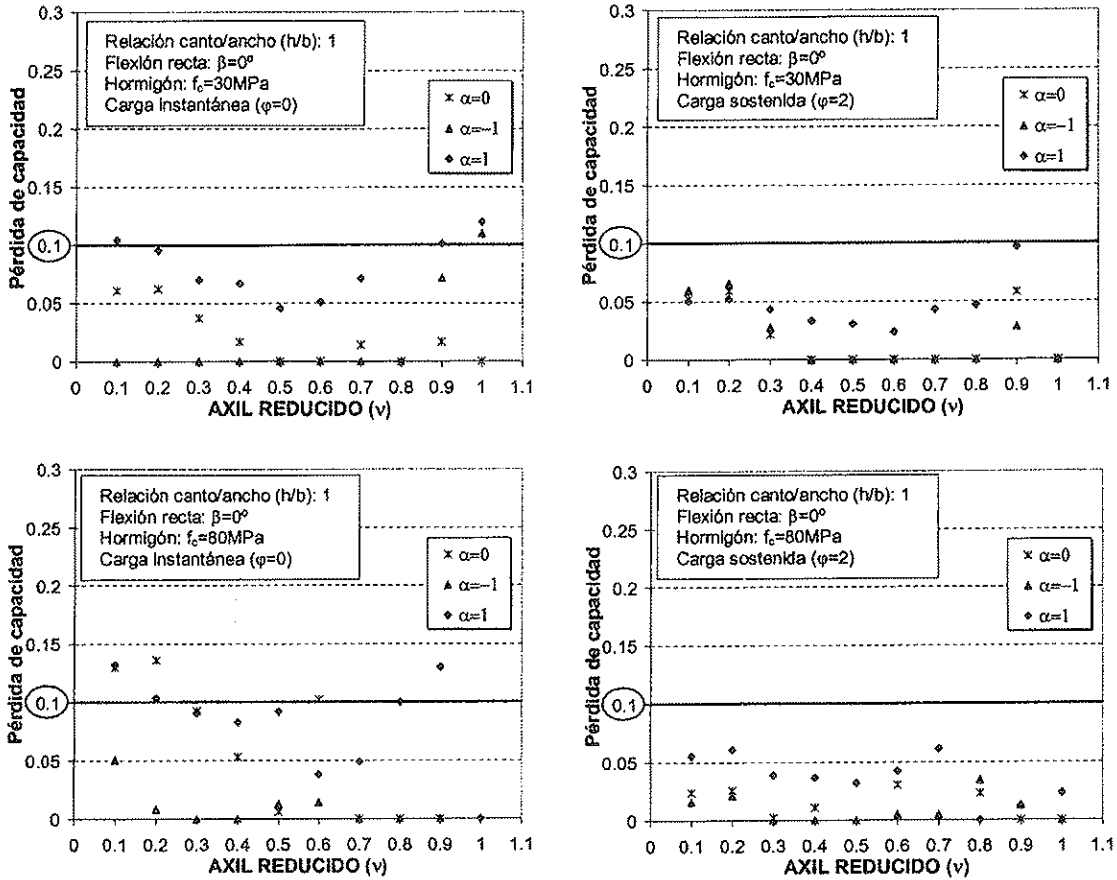 Pérdida de capacidad
0.3
0.25
0.2
0.15
0.1
0.05
0
Relación canto/ancho (h/b): 1
Flexión recta: β=0º
Hormigón: f_c=30MPa
Carga instantánea (φ=0)
α=0
α=−1
α=1
0 0.1 0.2 0.3 0.4 0.5 0.6 0.7 0.8 0.9 1 1.1
AXIL REDUCIDO (ν)
Pérdida de capacidad
0.3
0.25
0.2
0.15
0.1
0.05
0
Relación canto/ancho (h/b): 1
Flexión recta: β=0º
Hormigón: f_c=30MPa
Carga sostenida (φ=2)
α=0
α=−1
α=1
0 0.1 0.2 0.3 0.4 0.5 0.6 0.7 0.8 0.9 1 1.1
AXIL REDUCIDO (ν)
Pérdida de capacidad
0.3
0.25
0.2
0.15
0.1
0.05
0
Relación canto/ancho (h/b): 1
Flexión recta: β=0º
Hormigón: f_c=80MPa
Carga instantánea (φ=0)
α=0
α=−1
α=1
0 0.1 0.2 0.3 0.4 0.5 0.6 0.7 0.8 0.9 1 1.1
AXIL REDUCIDO (ν)
Pérdida de capacidad
0.3
0.25
0.2
0.15
0.1
0.05
0
Relación canto/ancho (h/b): 1
Flexión recta: β=0º
Hormigón: f_c=80MPa
Carga sostenida (φ=2)
α=0
α=−1
α=1
0 0.1 0.2 0.3 0.4 0.5 0.6 0.7 0.8 0.9 1 1.1
AXIL REDUCIDO (ν)